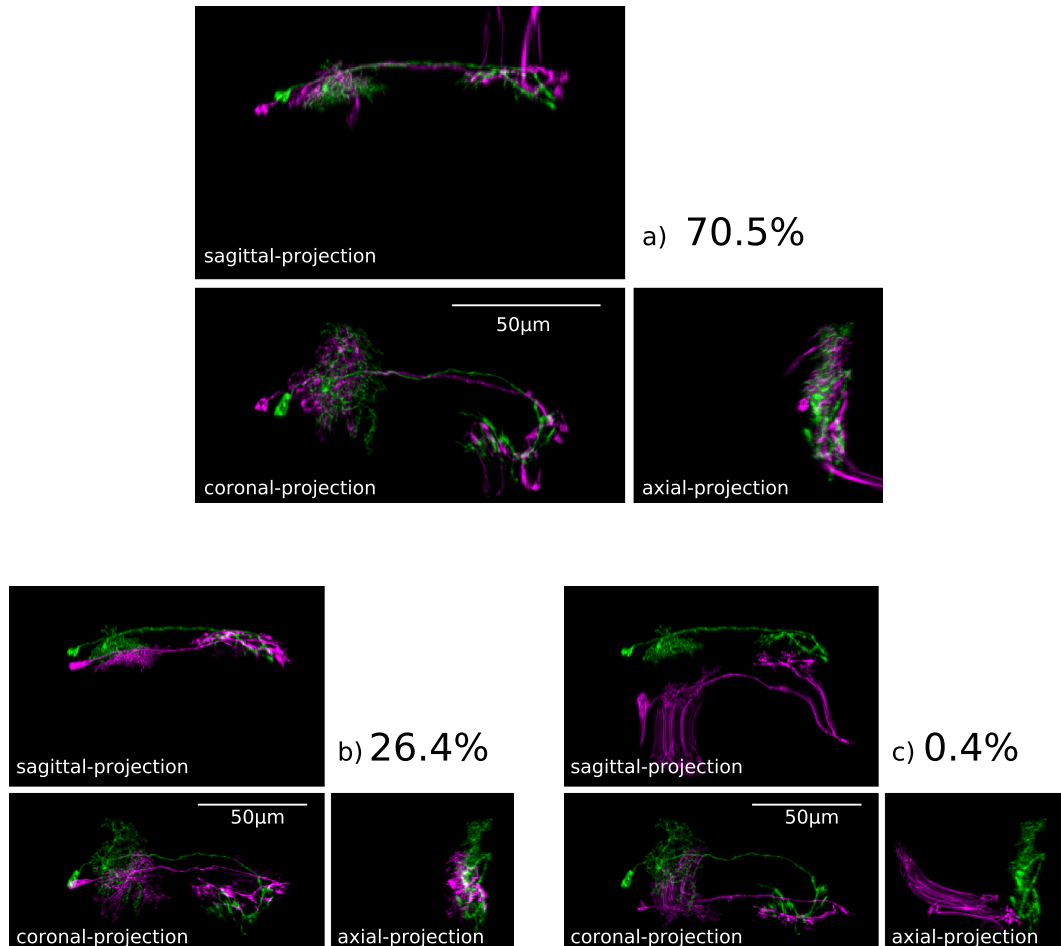 sagittal-projection
a) 70.5%
50μm
coronal-projection
axial-projection
sagittal-projection
b) 26.4%
50μm
coronal-projection
axial-projection
sagittal-projection
c) 0.4%
50μm
coronal-projection
axial-projection